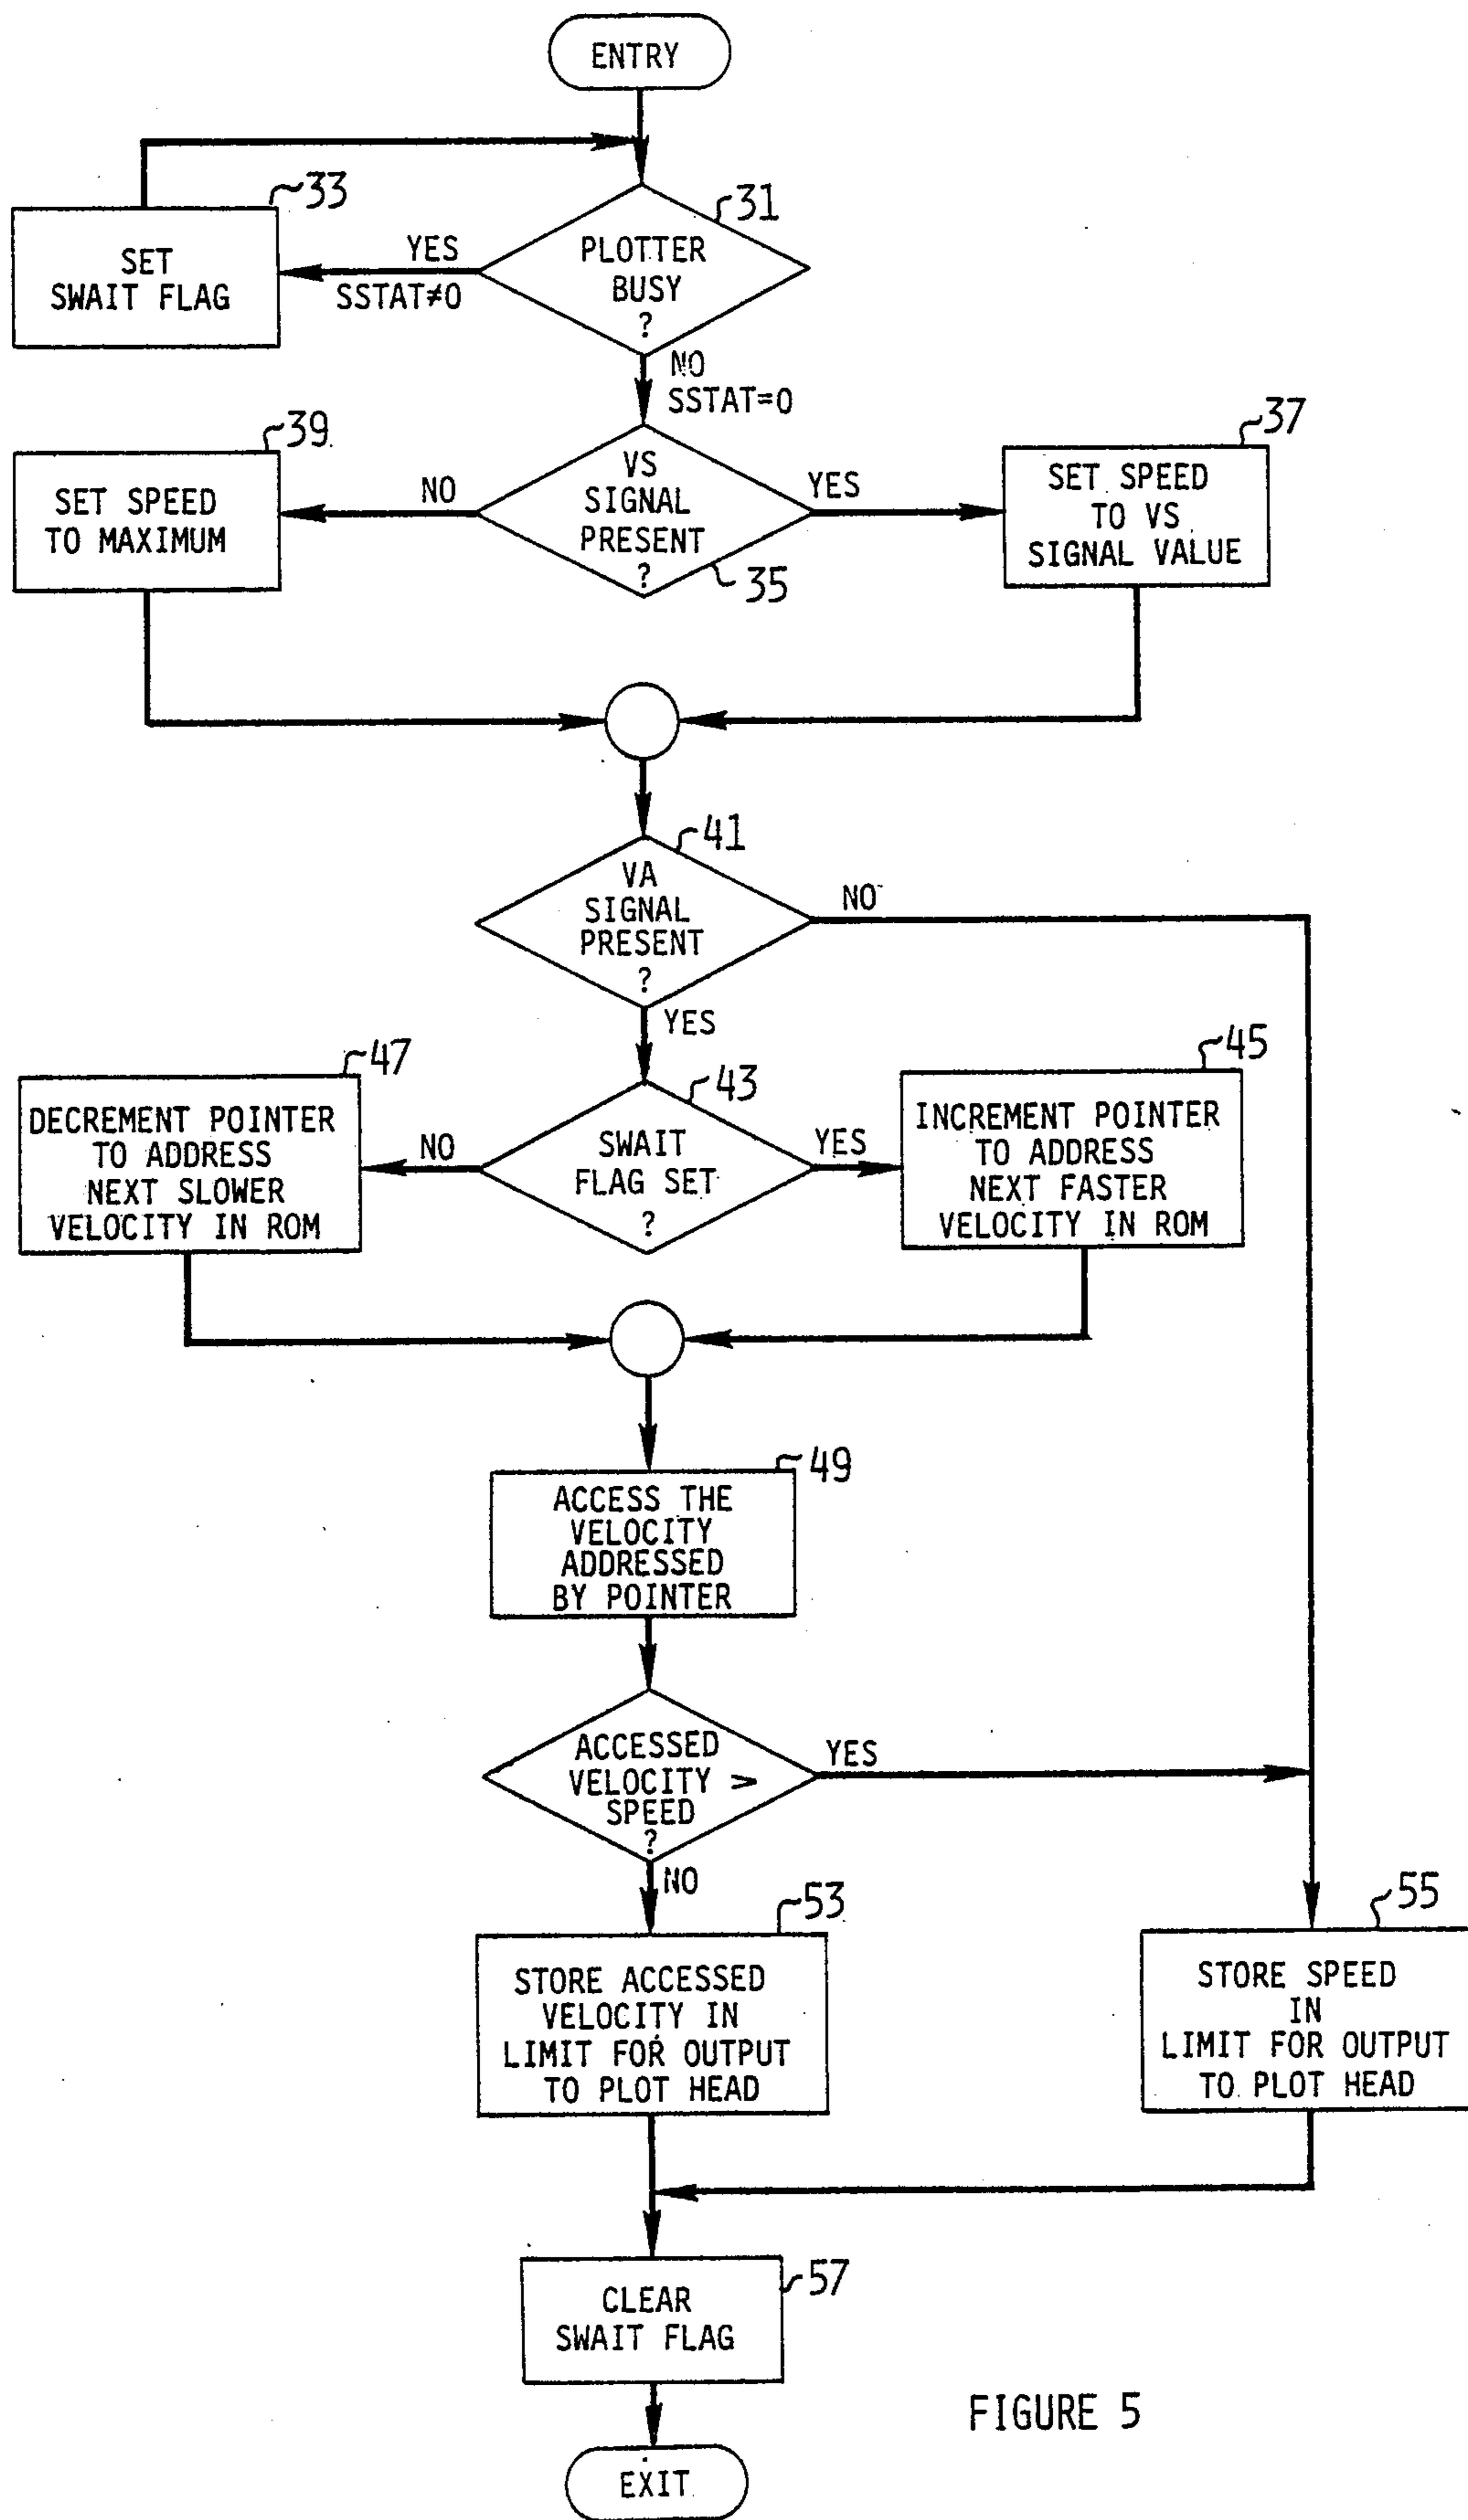 ENTRY
33
31
SET
SWAIT FLAG
YES
SSTAT≠0
PLOTTER
BUSY
?
NO
SSTAT=0
39
37
SET SPEED
TO MAXIMUM
NO
VS
SIGNAL
PRESENT
?
35
YES
SET SPEED
TO VS
SIGNAL VALUE
41
VA
SIGNAL
PRESENT
?
NO
YES
47
43
45
DECREMENT POINTER
TO ADDRESS
NEXT SLOWER
VELOCITY IN ROM
NO
SWAIT
FLAG SET
?
YES
INCREMENT POINTER
TO ADDRESS
NEXT FASTER
VELOCITY IN ROM
49
ACCESS THE
VELOCITY
ADDRESSED
BY POINTER
ACCESSED
VELOCITY >
SPEED
?
YES
NO
53
55
STORE ACCESSED
VELOCITY IN
LIMIT FOR OUTPUT
TO PLOT HEAD
STORE SPEED
IN
LIMIT FOR OUTPUT
TO PLOT HEAD
57
CLEAR
SWAIT FLAG
FIGURE 5
EXIT